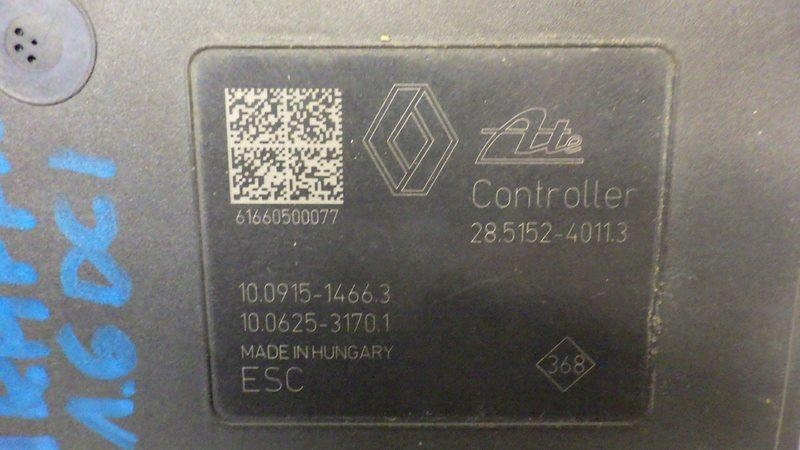 Ate
Controller
28.5152-4011.3
61660500077
10.0915-1466.3
10.0625-3170.1
MADE IN HUNGARY
ESC
368
1.6 DCI